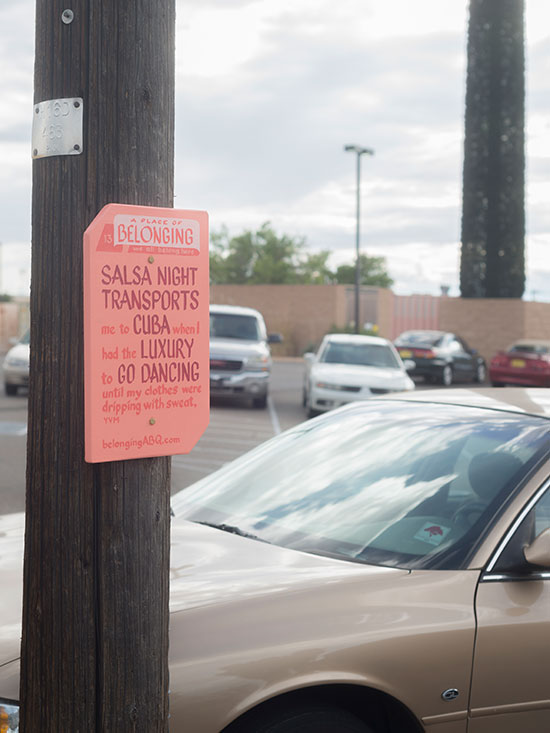 A PLACE OF
BELONGING
SALSA NIGHT
TRANSPORTS
me to CUBA when I
had the LUXURY
to GO DANCING
until my clothes were
dripping with sweat.
YVM
belongingABQ.com